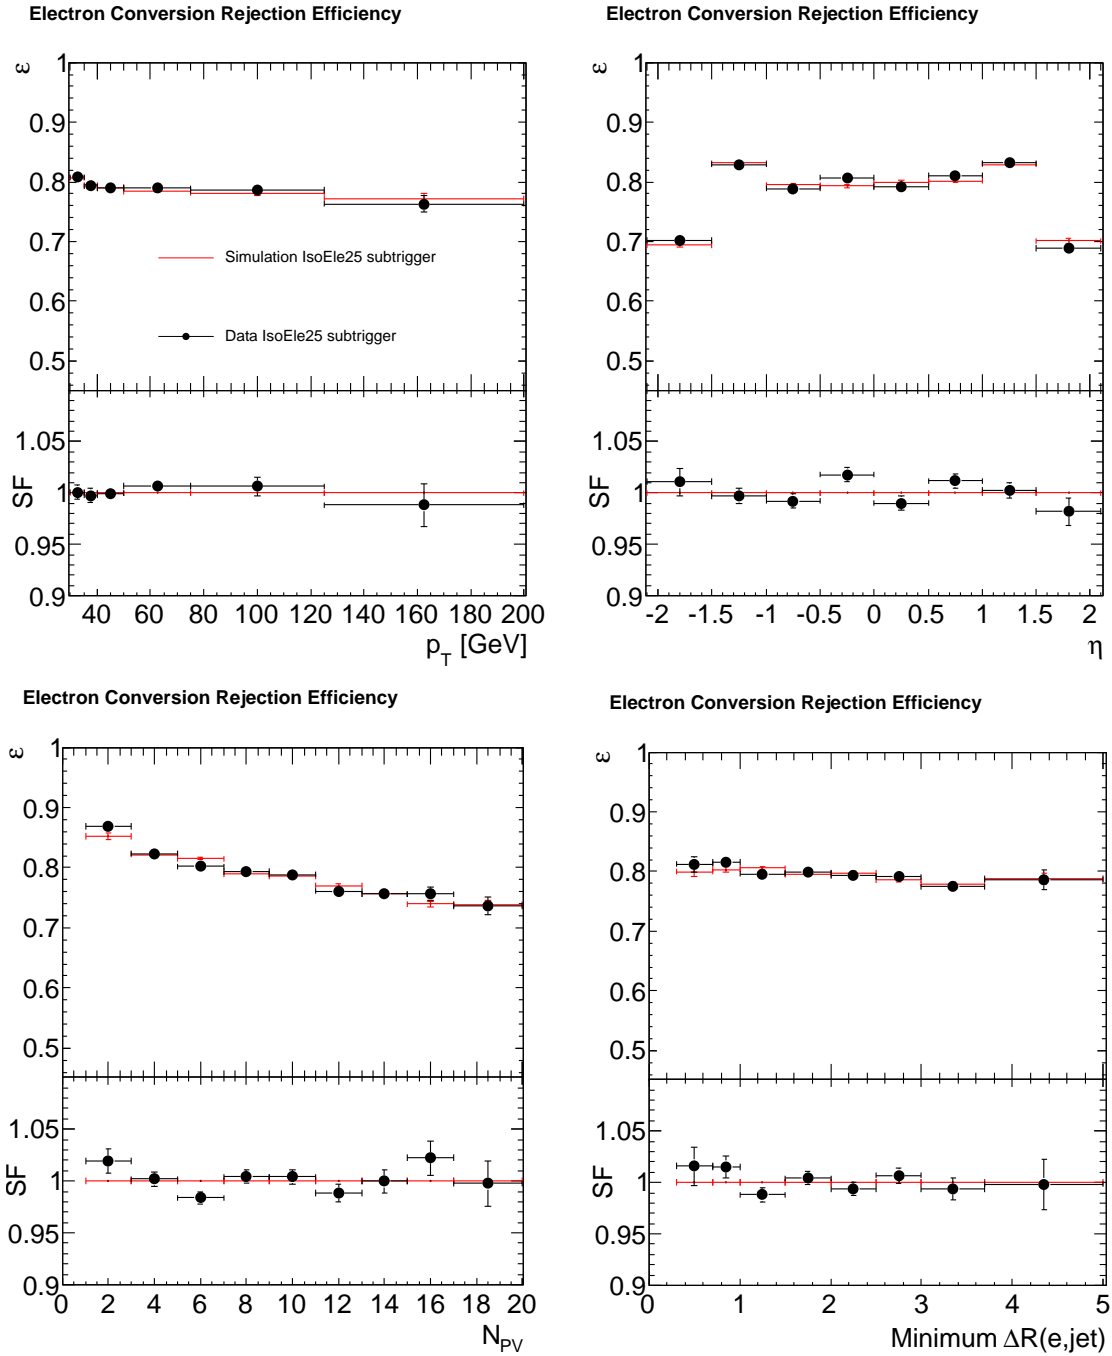 Electron Conversion Rejection Efficiency
ε
1
0.9
0.8
0.7
0.6
0.5
Simulation IsoEle25 subtrigger
Data IsoEle25 subtrigger
SF
1.05
1
0.95
0.9
40 60 80 100 120 140 160 180 200
p_T [GeV]
Electron Conversion Rejection Efficiency
ε
1
0.9
0.8
0.7
0.6
0.5
SF
1.05
1
0.95
0.9
-2 -1.5 -1 -0.5 0 0.5 1 1.5 2
η
Electron Conversion Rejection Efficiency
ε
1
0.9
0.8
0.7
0.6
0.5
SF
1.05
1
0.95
0.9
0 2 4 6 8 10 12 14 16 18 20
N_PV
Electron Conversion Rejection Efficiency
ε
1
0.9
0.8
0.7
0.6
0.5
SF
1.05
1
0.95
0.9
0 1 2 3 4 5
Minimum ΔR(e,jet)